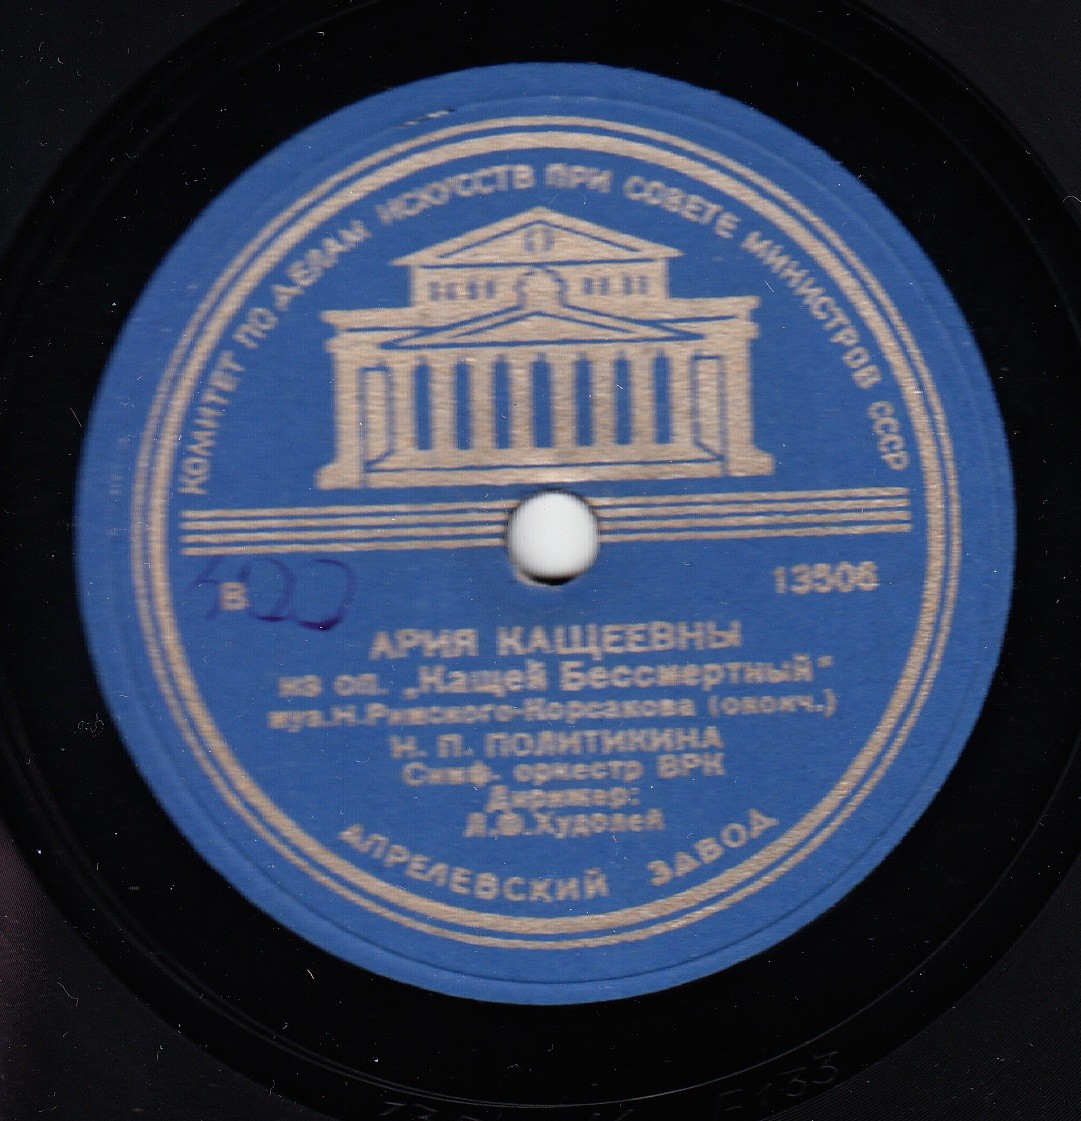 КОМИТЕТ ПО ДЕЛАМ ИСКУССТВ ПРИ СОВЕТЕ МИНИСТРОВ СССР
В 13506
АРИЯ КАЩЕЕВНЫ
из оп. „Кащей Бессмертный"
муз.Н.Римского-Корсакова (оконч.)
Н. П. ПОЛИТИКИНА
Симф. оркестр ВРК
Дирижер:
Л.Ф.Худолей
АПРЕЛЕВСКИЙ ЗАВОД